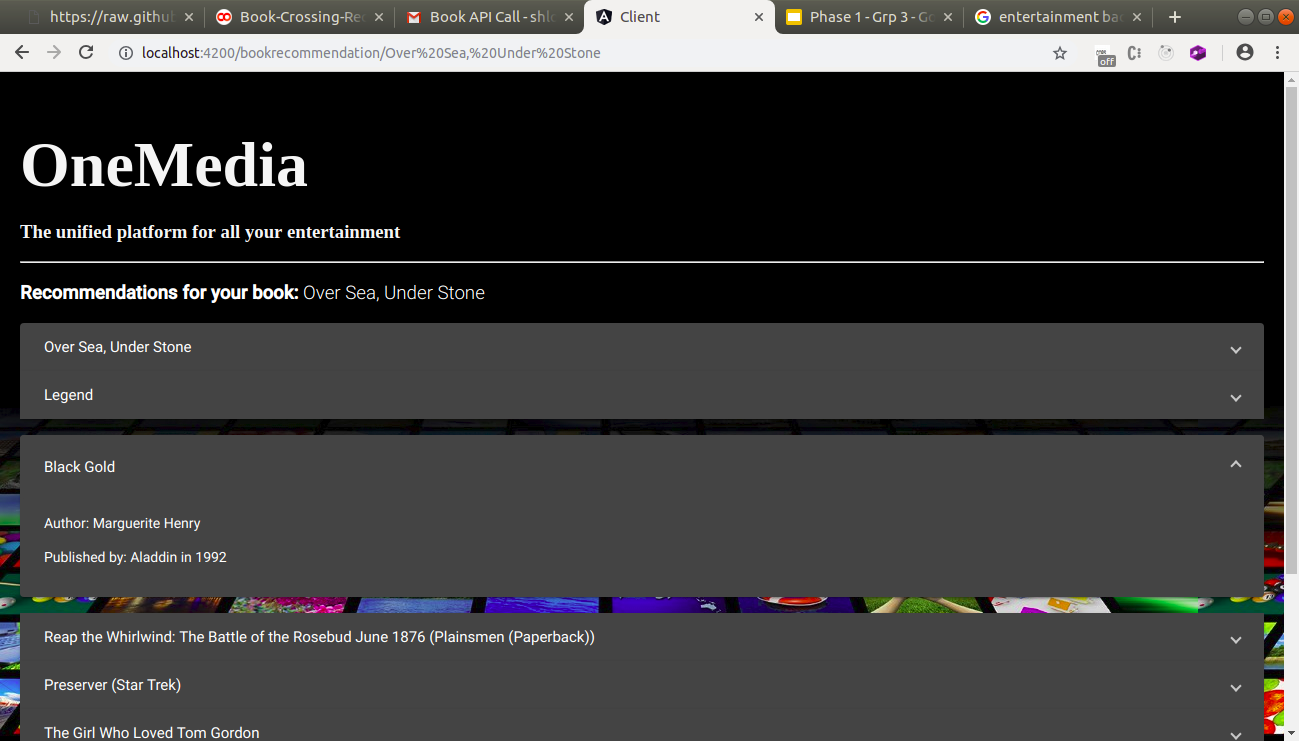 https://raw.github
Book-Crossing-Rec
Book API Call - shlo
Client
Phase 1 - Grp 3 - Go
entertainment bac
localhost:4200/bookrecommendation/Over%20Sea,%20Under%20Stone
off
OneMedia
The unified platform for all your entertainment
Recommendations for your book: Over Sea, Under Stone
Over Sea, Under Stone
Legend
Black Gold
Author: Marguerite Henry
Published by: Aladdin in 1992
Reap the Whirlwind: The Battle of the Rosebud June 1876 (Plainsmen (Paperback))
Preserver (Star Trek)
The Girl Who Loved Tom Gordon